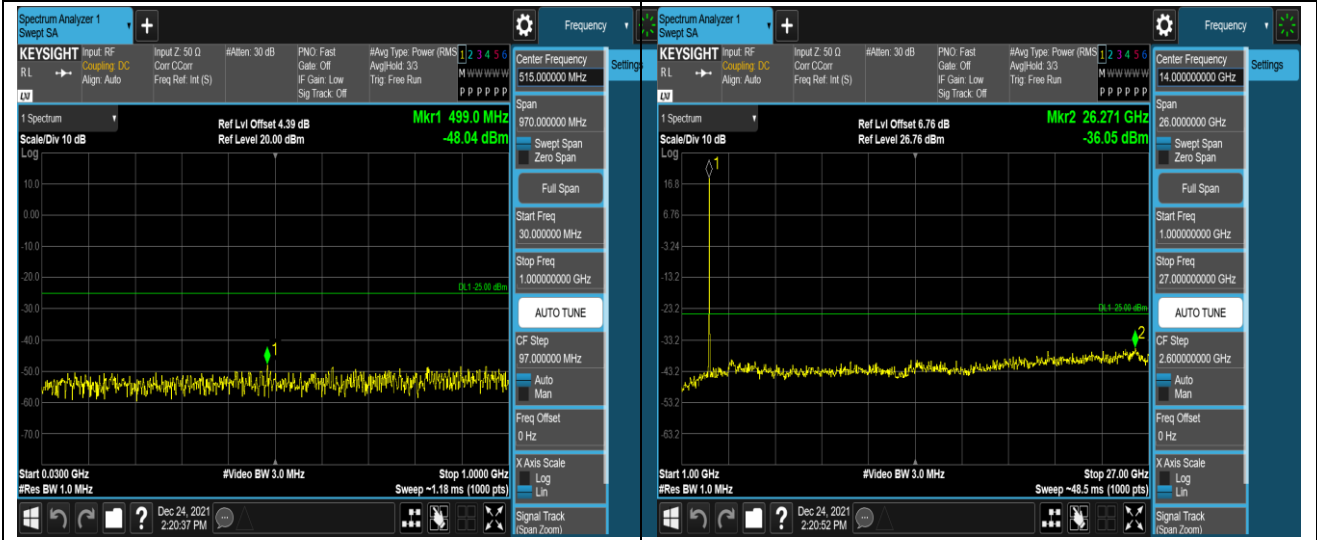 Spectrum Analyzer 1
Swept SA
Frequency
KEYSIGHT
Input: RF
Coupling: DC
Align: Auto
Input Z: 50 Ω
Corr CCorr
Freq Ref: Int (S)
#Atten: 30 dB
PNO: Fast
Gate: Off
IF Gain: Low
Sig Track: Off
#Avg Type: Power (RMS
Avg|Hold: 3/3
Trig: Free Run
1 2 3 4 5 6
M W W W W W
P P P P P P
RL
LXI
Center Frequency
515.000000 MHz
Settings
Span
970.000000 MHz
Swept Span
Zero Span
Full Span
Start Freq
30.000000 MHz
Stop Freq
1.000000000 GHz
AUTO TUNE
CF Step
97.000000 MHz
Auto
Man
Freq Offset
0 Hz
X Axis Scale
Log
Lin
Signal Track
(Span Zoom)
1 Spectrum
Scale/Div 10 dB
Log
Ref Lvl Offset 4.39 dB
Ref Level 20.00 dBm
Mkr1 499.0 MHz
-48.04 dBm
10.0
0.00
-10.0
-20.0
DL1 -25.00 dBm
-30.0
-40.0
1
-50.0
-60.0
-70.0
Start 0.0300 GHz
#Video BW 3.0 MHz
Stop 1.0000 GHz
#Res BW 1.0 MHz
Sweep ~1.18 ms (1000 pts)
?
Dec 24, 2021
2:20:37 PM
Spectrum Analyzer 1
Swept SA
Frequency
KEYSIGHT
Input: RF
Coupling: DC
Align: Auto
Input Z: 50 Ω
Corr CCorr
Freq Ref: Int (S)
#Atten: 30 dB
PNO: Fast
Gate: Off
IF Gain: Low
Sig Track: Off
#Avg Type: Power (RMS
Avg|Hold: 3/3
Trig: Free Run
1 2 3 4 5 6
M W W W W W
P P P P P P
RL
LXI
Center Frequency
14.000000000 GHz
Settings
Span
26.0000000 GHz
Swept Span
Zero Span
Full Span
Start Freq
1.000000000 GHz
Stop Freq
27.000000000 GHz
AUTO TUNE
CF Step
2.600000000 GHz
Auto
Man
Freq Offset
0 Hz
X Axis Scale
Log
Lin
Signal Track
(Span Zoom)
1 Spectrum
Scale/Div 10 dB
Log
Ref Lvl Offset 6.76 dB
Ref Level 26.76 dBm
Mkr2 26.271 GHz
-36.05 dBm
1
16.8
6.76
-3.24
-13.2
-23.2
DL1 -25.00 dBm
-33.2
2
-43.2
-53.2
-63.2
Start 1.00 GHz
#Video BW 3.0 MHz
Stop 27.00 GHz
#Res BW 1.0 MHz
Sweep ~48.5 ms (1000 pts)
?
Dec 24, 2021
2:20:52 PM